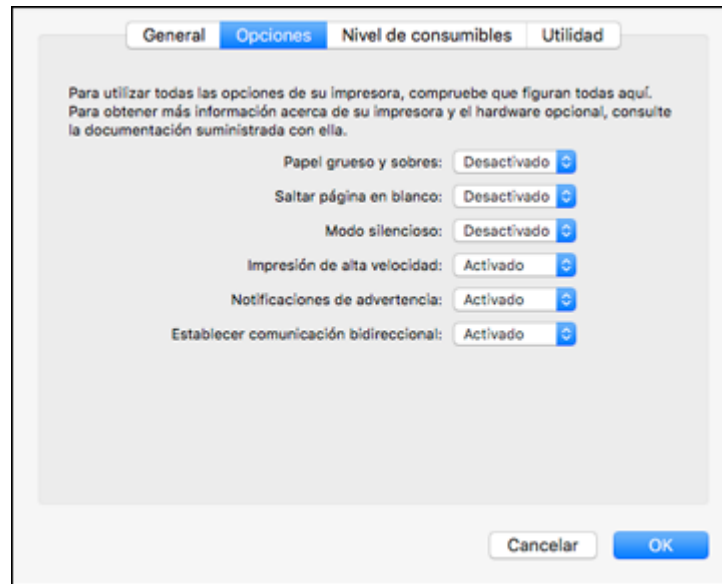 General Opciones Nivel de consumibles Utilidad
Para utilizar todas las opciones de su impresora, compruebe que figuran todas aquí.
Para obtener más información acerca de su impresora y el hardware opcional, consulte
la documentación suministrada con ella.
Papel grueso y sobres: Desactivado
Saltar página en blanco: Desactivado
Modo silencioso: Desactivado
Impresión de alta velocidad: Activado
Notificaciones de advertencia: Activado
Establecer comunicación bidireccional: Activado
Cancelar OK